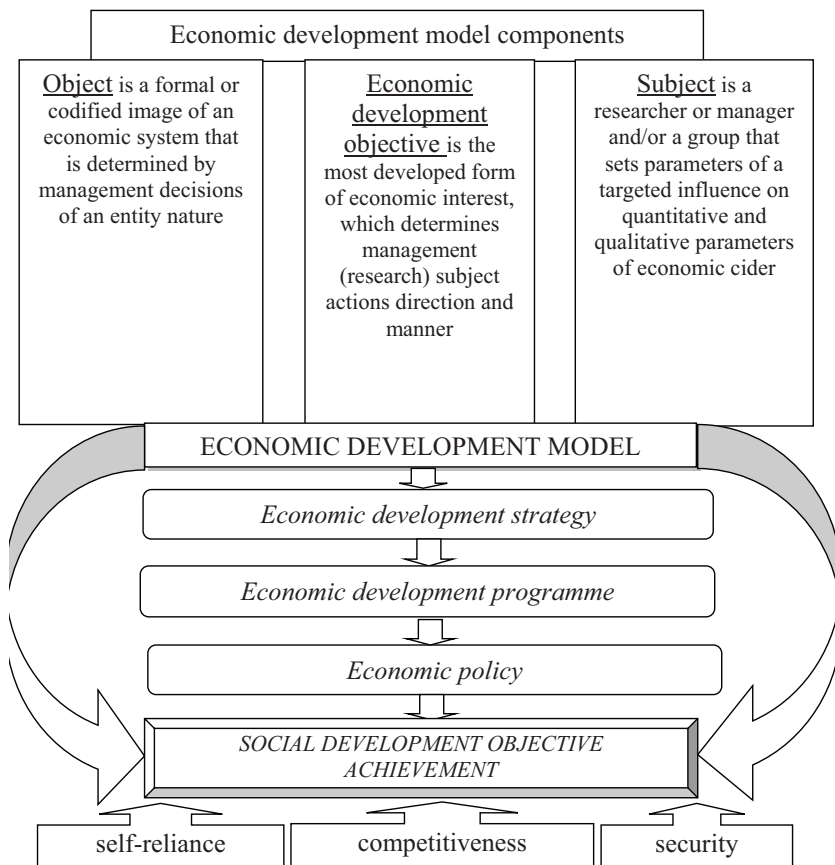 Economic development model components
Object is a formal or
codified image of an
economic system that
is determined by
management decisions
of an entity nature
Economic
development
objective is the
most developed form
of economic interest,
which determines
management
(research) subject
actions direction and
manner
Subject is a
researcher or manager
and/or a group that
sets parameters of a
targeted influence on
quantitative and
qualitative parameters
of economic cider
ECONOMIC DEVELOPMENT MODEL
Economic development strategy
Economic development programme
Economic policy
SOCIAL DEVELOPMENT OBJECTIVE
ACHIEVEMENT
self-reliance
competitiveness
security